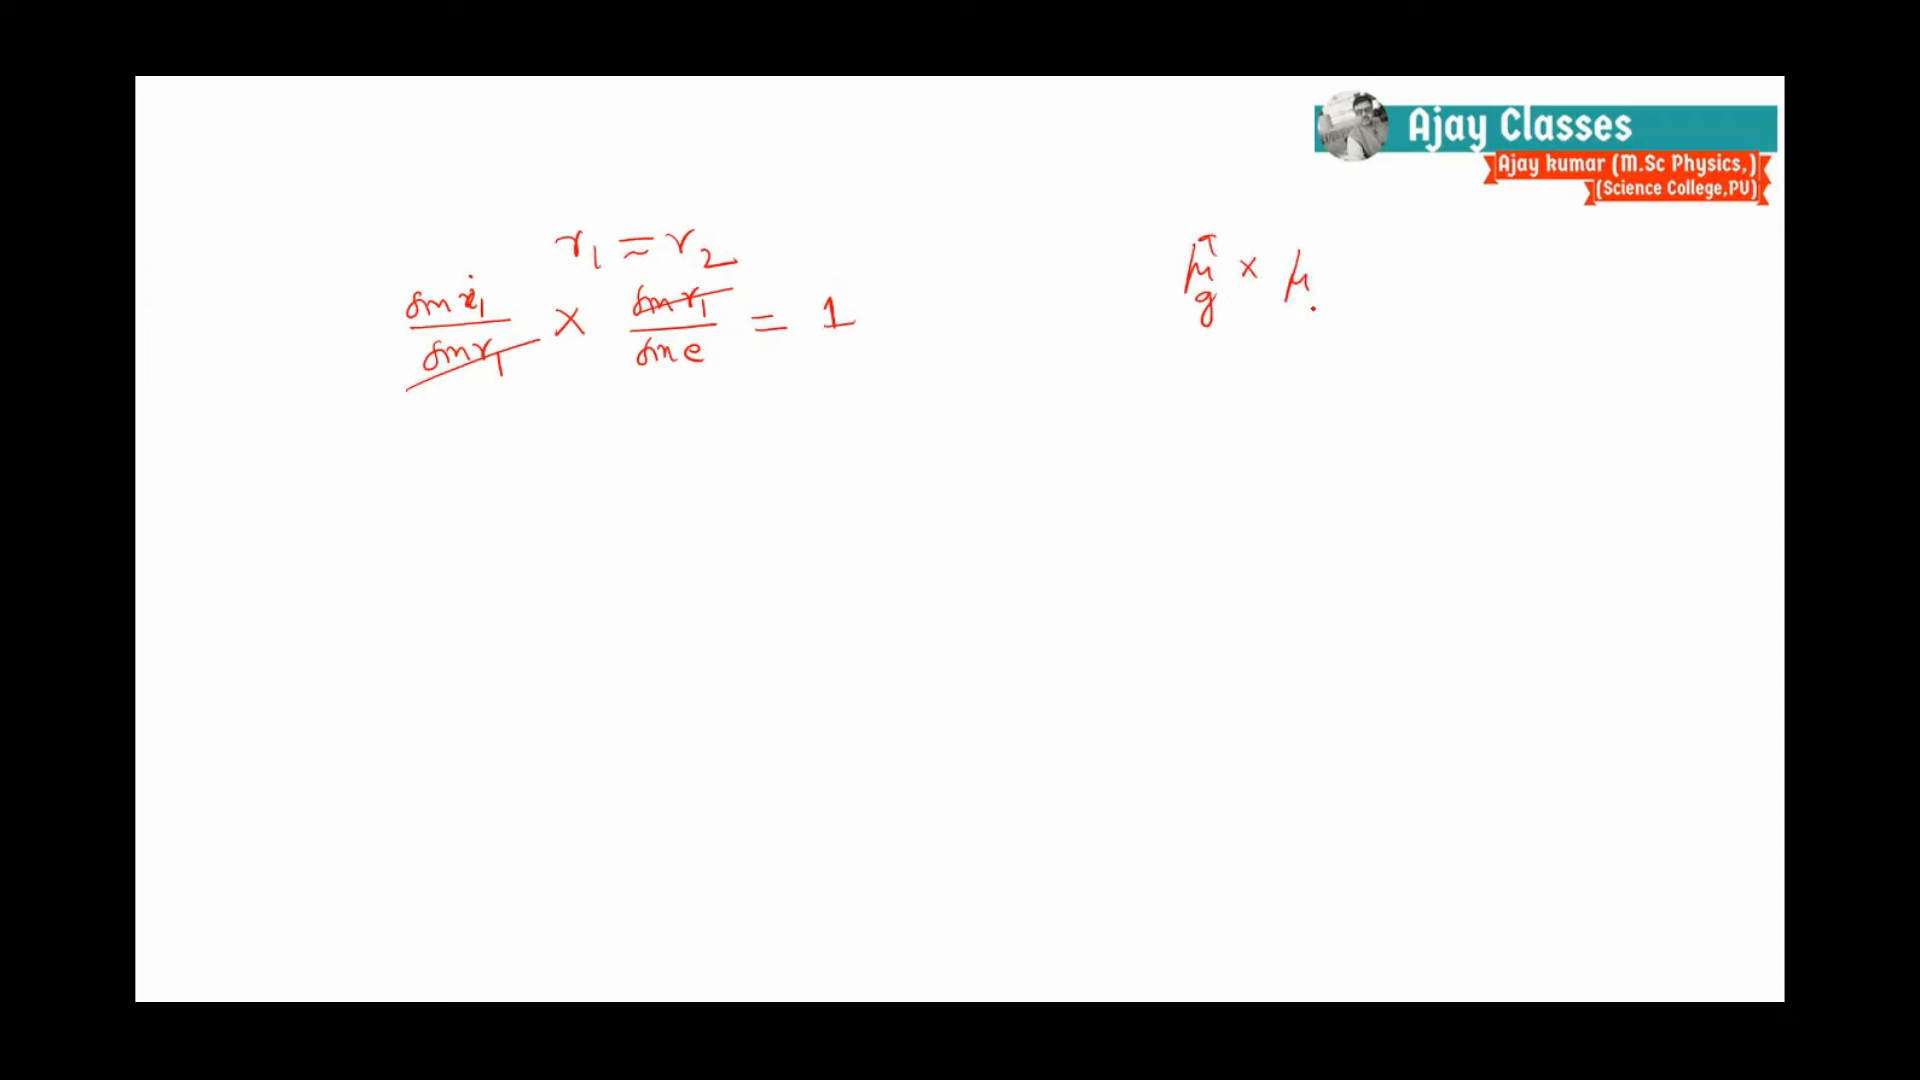 Ajay Classes
Ajay kumar (M.Sc Physics,)
(Science College,PU)
r₁ ≈ r₂
sin i₁ / sin r₁ × sin r₁ / sin e = 1
μ g × μ